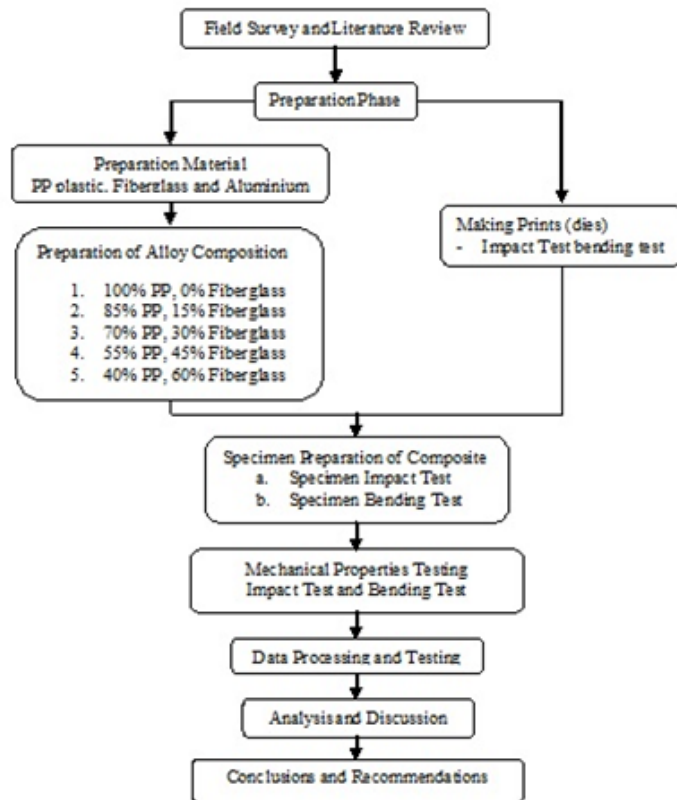 Field Survey and Literature Review
Preparation Phase
Preparation Material
PP plastic, Fiberglass and Aluminium
Preparation of Alloy Composition
1. 100% PP, 0% Fiberglass
2. 85% PP, 15% Fiberglass
3. 70% PP, 30% Fiberglass
4. 55% PP, 45% Fiberglass
5. 40% PP, 60% Fiberglass
Making Prints (dies)
- Impact Test bending test
Specimen Preparation of Composite
a. Specimen Impact Test
b. Specimen Bending Test
Mechanical Properties Testing
Impact Test and Bending Test
Data Processing and Testing
Analysis and Discussion
Conclusions and Recommendations